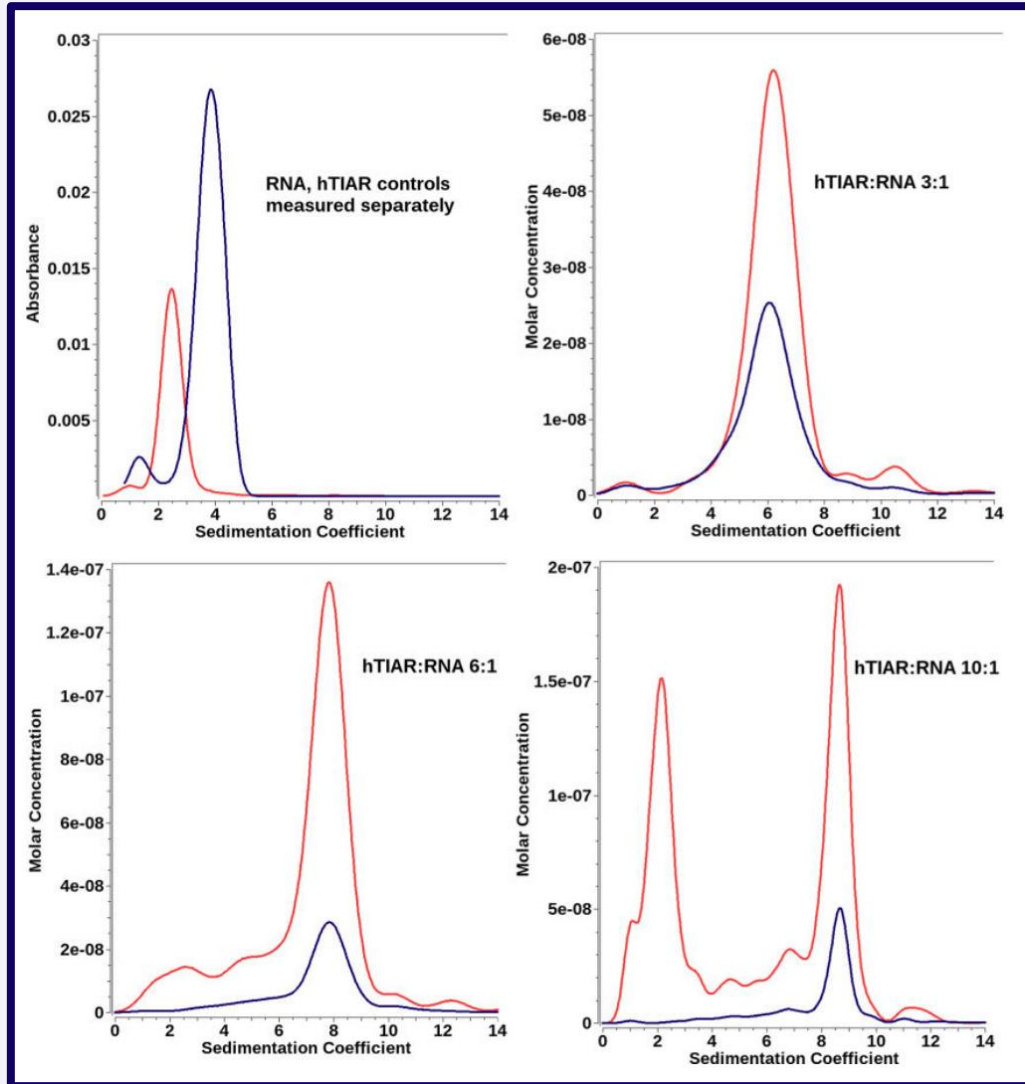 0.03
0.025
0.02
0.015
0.01
0.005
0 2 4 6 8 10 12 14
Absorbance
Sedimentation Coefficient
RNA, hTIAR controls
measured separately
6e-08
5e-08
4e-08
3e-08
2e-08
1e-08
0
0 2 4 6 8 10 12 14
Molar Concentration
Sedimentation Coefficient
hTIAR:RNA 3:1
1.4e-07
1.2e-07
1e-07
8e-08
6e-08
4e-08
2e-08
0
0 2 4 6 8 10 12 14
Molar Concentration
Sedimentation Coefficient
hTIAR:RNA 6:1
2e-07
1.5e-07
1e-07
5e-08
0
0 2 4 6 8 10 12 14
Molar Concentration
Sedimentation Coefficient
hTIAR:RNA 10:1